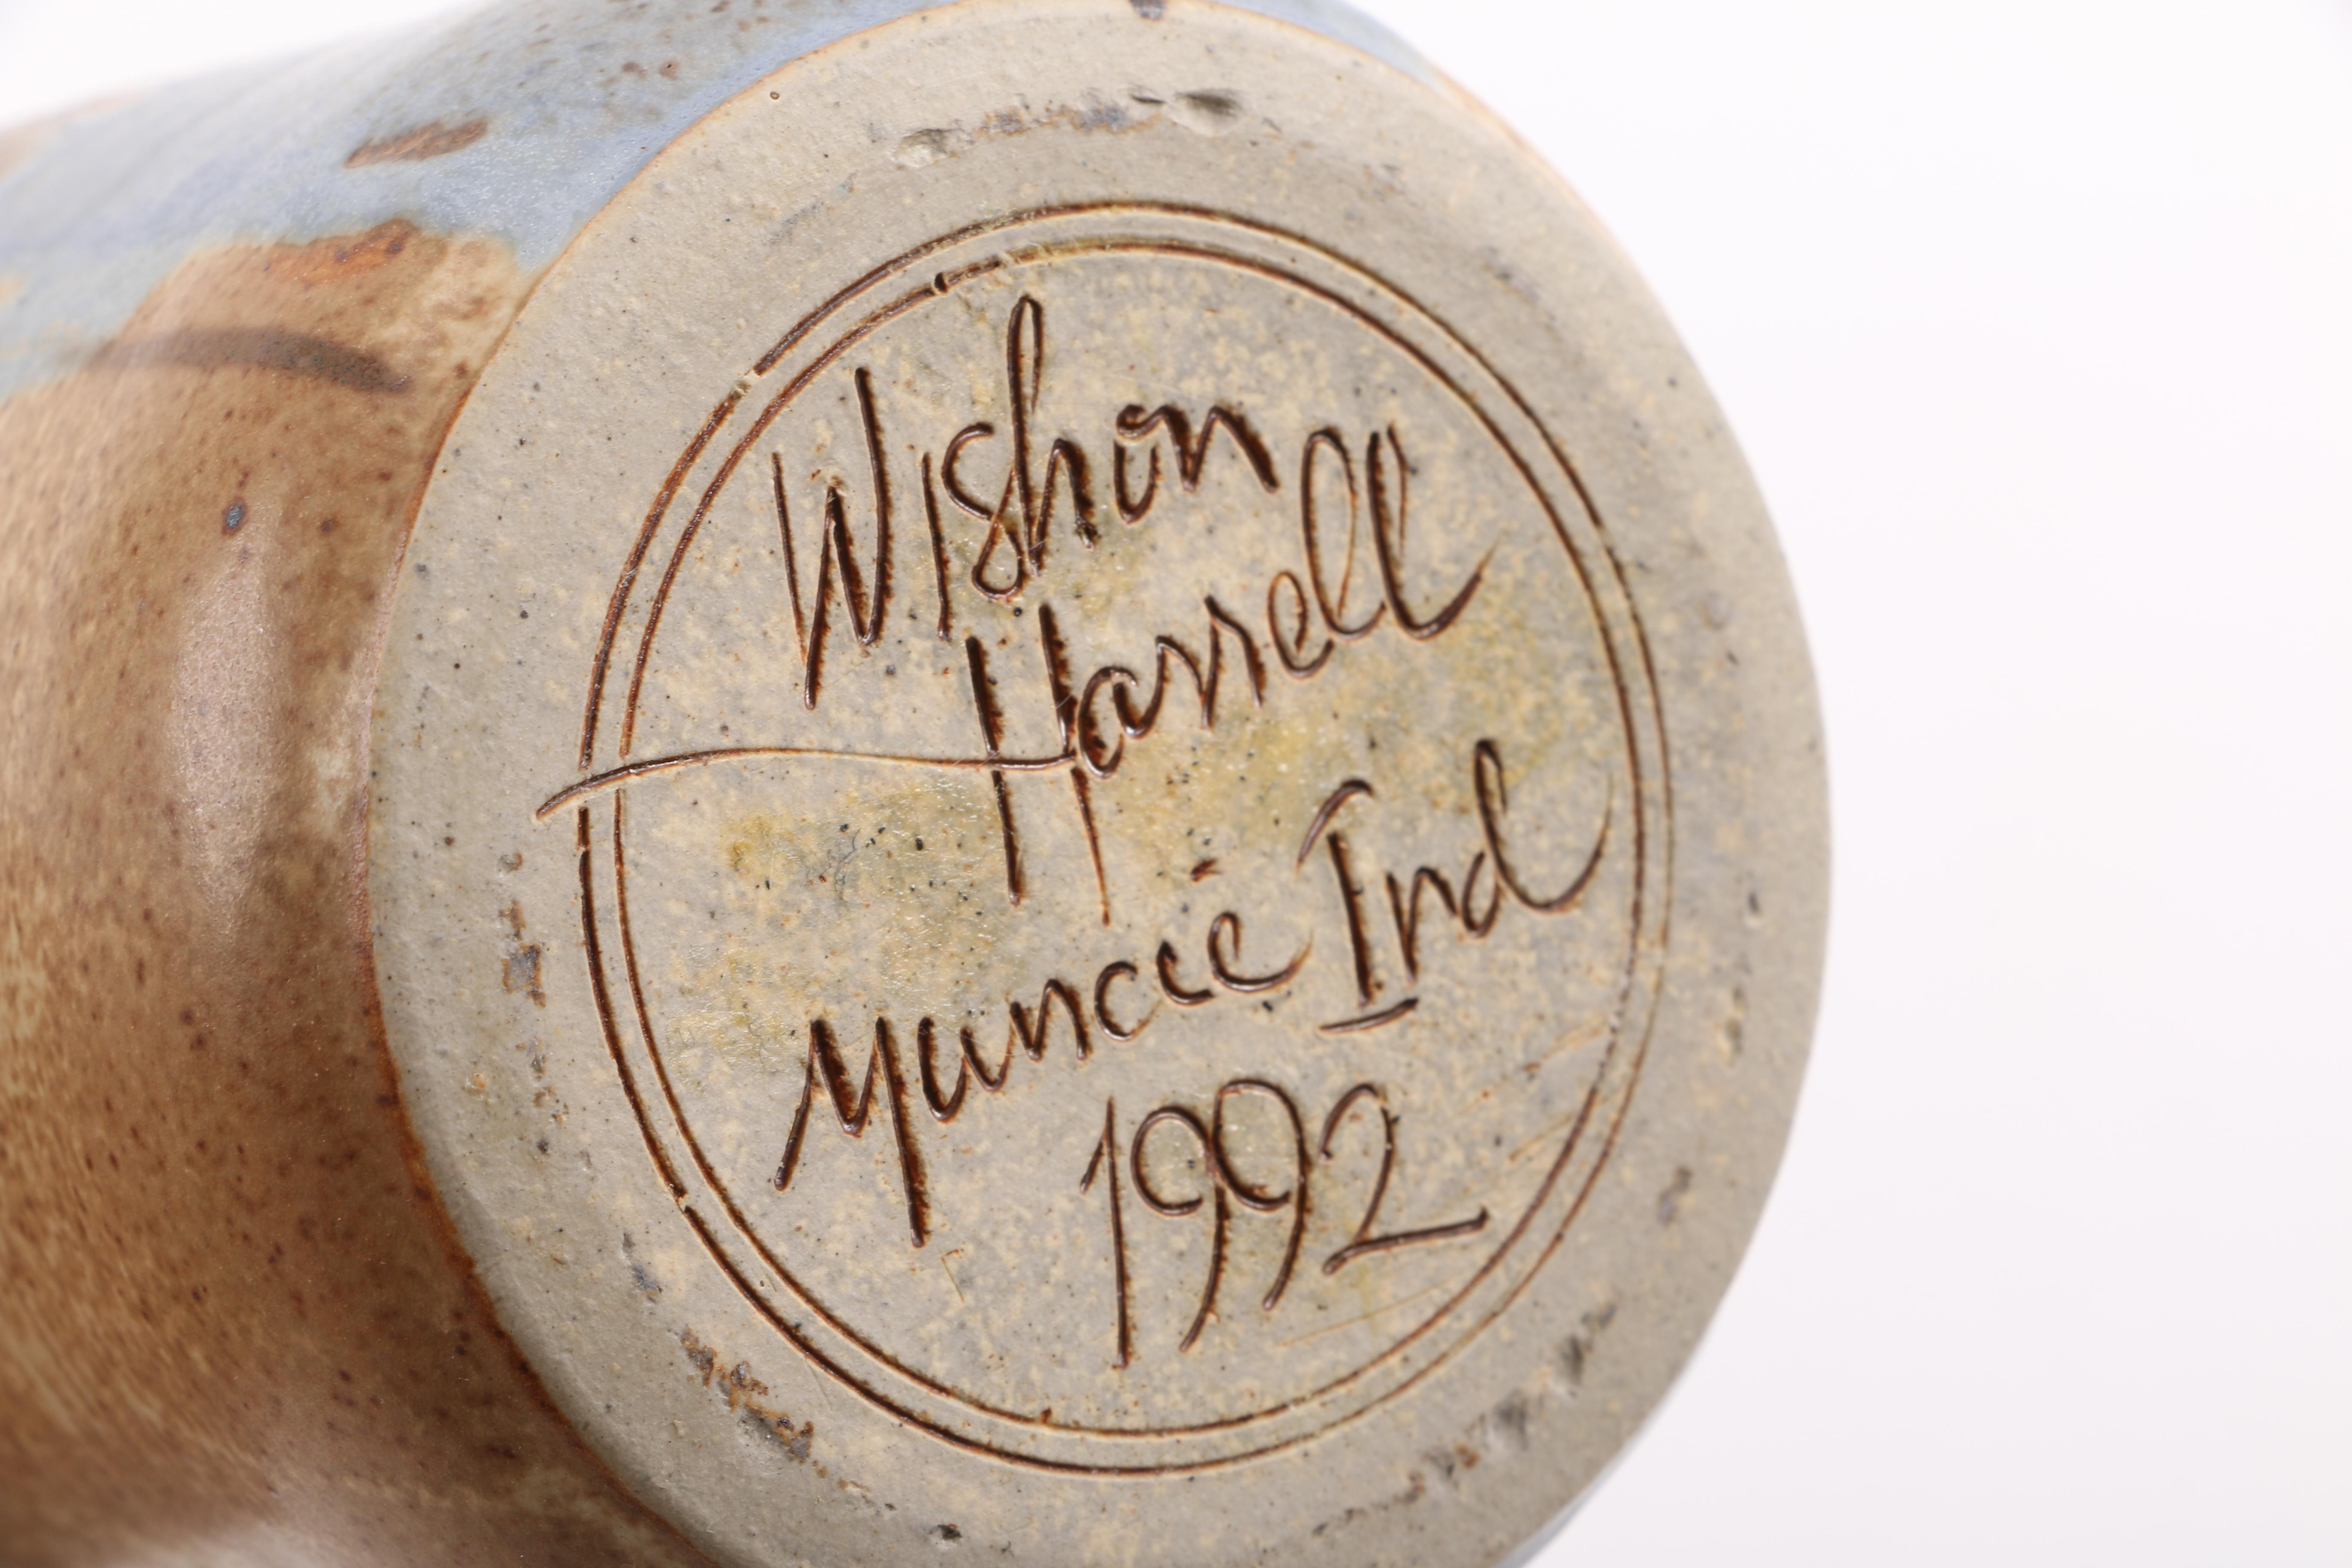 Wishon
Harrell
Muncie Ind
1992